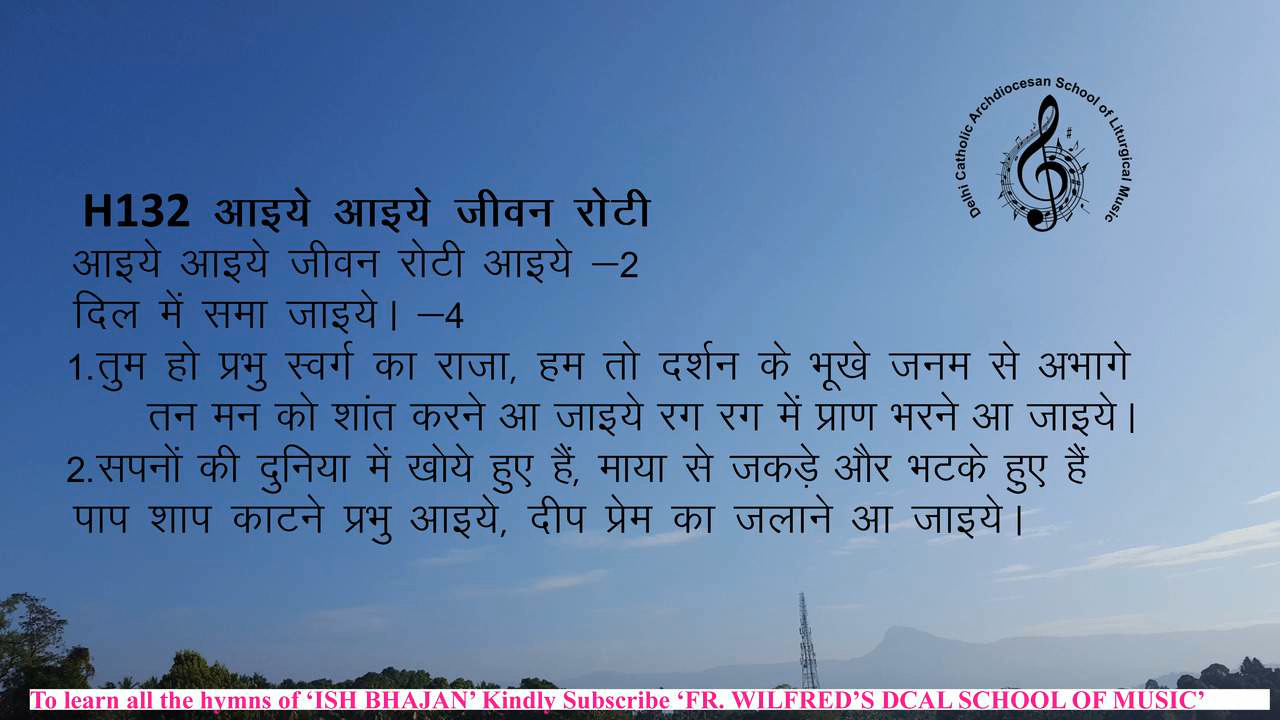 Delhi Catholic Archdiocesan School of Liturgical Music
H132 आइये आइये जीवन रोटी
आइये आइये जीवन रोटी आइये –2
दिल में समा जाइये। –4
1.तुम हो प्रभु स्वर्ग का राजा, हम तो दर्शन के भूखे जनम से अभागे
तन मन को शांत करने आ जाइये रग रग में प्राण भरने आ जाइये।
2.सपनों की दुनिया में खोये हुए हैं, माया से जकड़े और भटके हुए हैं
पाप शाप काटने प्रभु आइये, दीप प्रेम का जलाने आ जाइये।
To learn all the hymns of ‘ISH BHAJAN’ Kindly Subscribe ‘FR. WILFRED’S DCAL SCHOOL OF MUSIC’